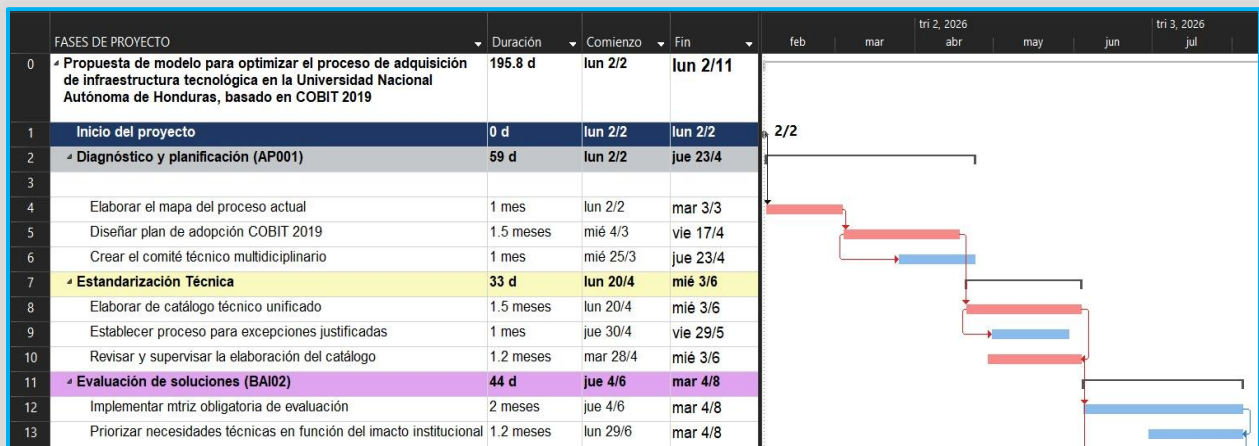 tri 2, 2026 tri 3, 2026
FASES DE PROYECTO Duración Comienzo Fin feb mar abr may jun jul
0 Propuesta de modelo para optimizar el proceso de adquisición 195.8 d lun 2/2 lun 2/11
de infraestructura tecnológica en la Universidad Nacional
Autónoma de Honduras, basado en COBIT 2019
1 Inicio del proyecto 0 d lun 2/2 lun 2/2 2/2
2 Diagnóstico y planificación (AP001) 59 d lun 2/2 jue 23/4
3
4 Elaborar el mapa del proceso actual 1 mes lun 2/2 mar 3/3
5 Diseñar plan de adopción COBIT 2019 1.5 meses mié 4/3 vie 17/4
6 Crear el comité técnico multidiciplinario 1 mes mié 25/3 jue 23/4
7 Estandarización Técnica 33 d lun 20/4 mié 3/6
8 Elaborar de catálogo técnico unificado 1.5 meses lun 20/4 mié 3/6
9 Establecer proceso para excepciones justificadas 1 mes jue 30/4 vie 29/5
10 Revisar y supervisar la elaboración del catálogo 1.2 meses mar 28/4 mié 3/6
11 Evaluación de soluciones (BAI02) 44 d jue 4/6 mar 4/8
12 Implementar mtriz obligatoria de evaluación 2 meses jue 4/6 mar 4/8
13 Priorizar necesidades técnicas en función del imacto institucional 1.2 meses lun 29/6 mar 4/8